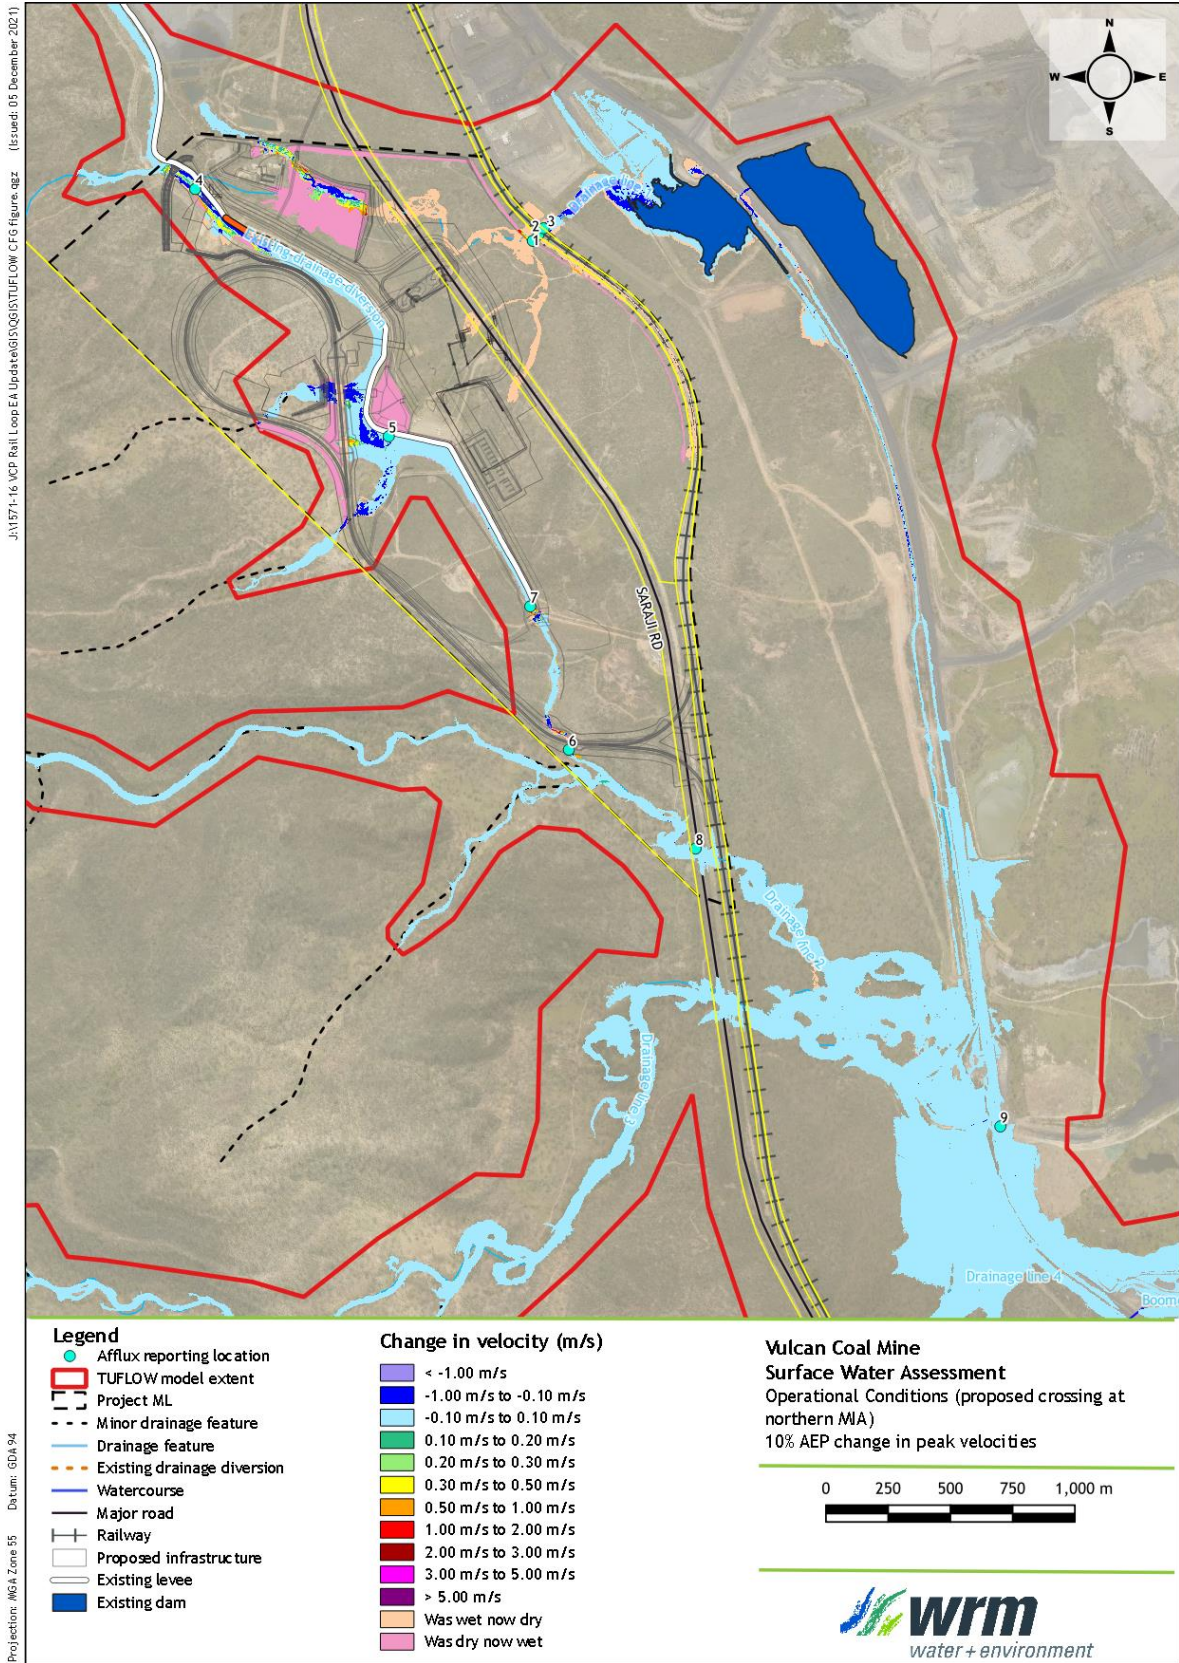 J:\1571-16 VCP Rail Loop EA Update\GIS\QGIS\TUFLOW CFG figure.qgz (Issued: 05 December 2021)
Projection: MGA Zone 55 Datum: GDA94
N
W
E
S
4
2
3
1
Drainage line
Existing drainage diversion
5
7
SARAJI RD
6
8
Drainage line 2
Drainage line 3
9
Drainage line 4
Boom
Legend
Afflux reporting location
TUFLOW model extent
Project ML
Minor drainage feature
Drainage feature
Existing drainage diversion
Watercourse
Major road
Railway
Proposed infrastructure
Existing levee
Existing dam
Change in velocity (m/s)
< -1.00 m/s
-1.00 m/s to -0.10 m/s
-0.10 m/s to 0.10 m/s
0.10 m/s to 0.20 m/s
0.20 m/s to 0.30 m/s
0.30 m/s to 0.50 m/s
0.50 m/s to 1.00 m/s
1.00 m/s to 2.00 m/s
2.00 m/s to 3.00 m/s
3.00 m/s to 5.00 m/s
> 5.00 m/s
Was wet now dry
Was dry now wet
Vulcan Coal Mine
Surface Water Assessment
Operational Conditions (proposed crossing at
northern MIA)
10% AEP change in peak velocities
0 250 500 750 1,000 m
wrm
water + environment